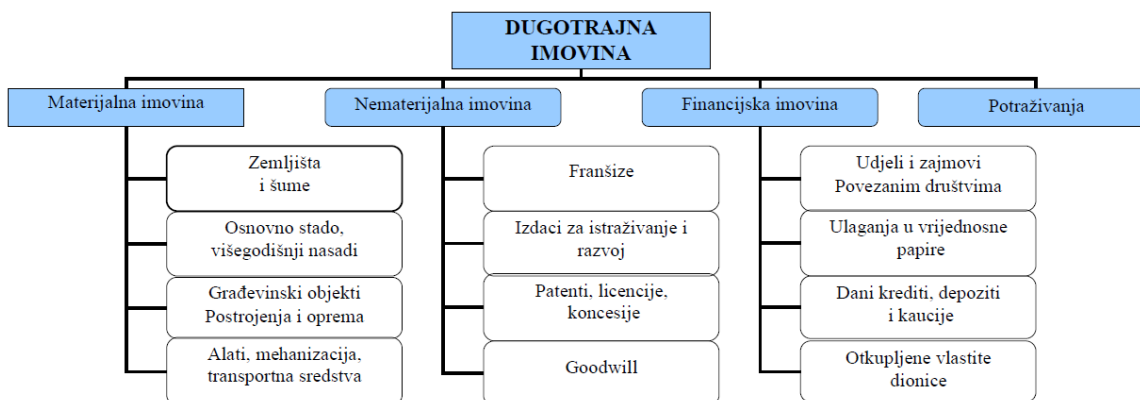 DUGOTRAJNA
IMOVINA
Materijalna imovina
Nematerijalna imovina
Financijska imovina
Potraživanja
Zemljišta
i šume
Osnovno stado,
višegodišnji nasadi
Građevinski objekti
Postrojenja i oprema
Alati, mehanizacija,
transportna sredstva
Franšize
Izdaci za istraživanje i
razvoj
Patenti, licencije,
koncesije
Goodwill
Udjeli i zajmovi
Povezanim društvima
Ulaganja u vrijednosne
papire
Dani krediti, depoziti
i kaucije
Otkupljene vlastite
dionice